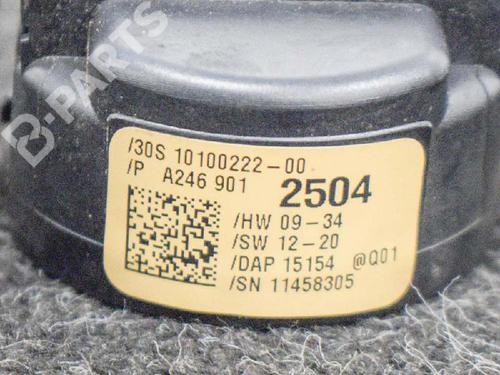 B-PARTS
/30S 10100222-00
/P A246 901 2504
/HW 09-34
/SW 12-20
/DAP 15154 @Q01
/SN 11458305